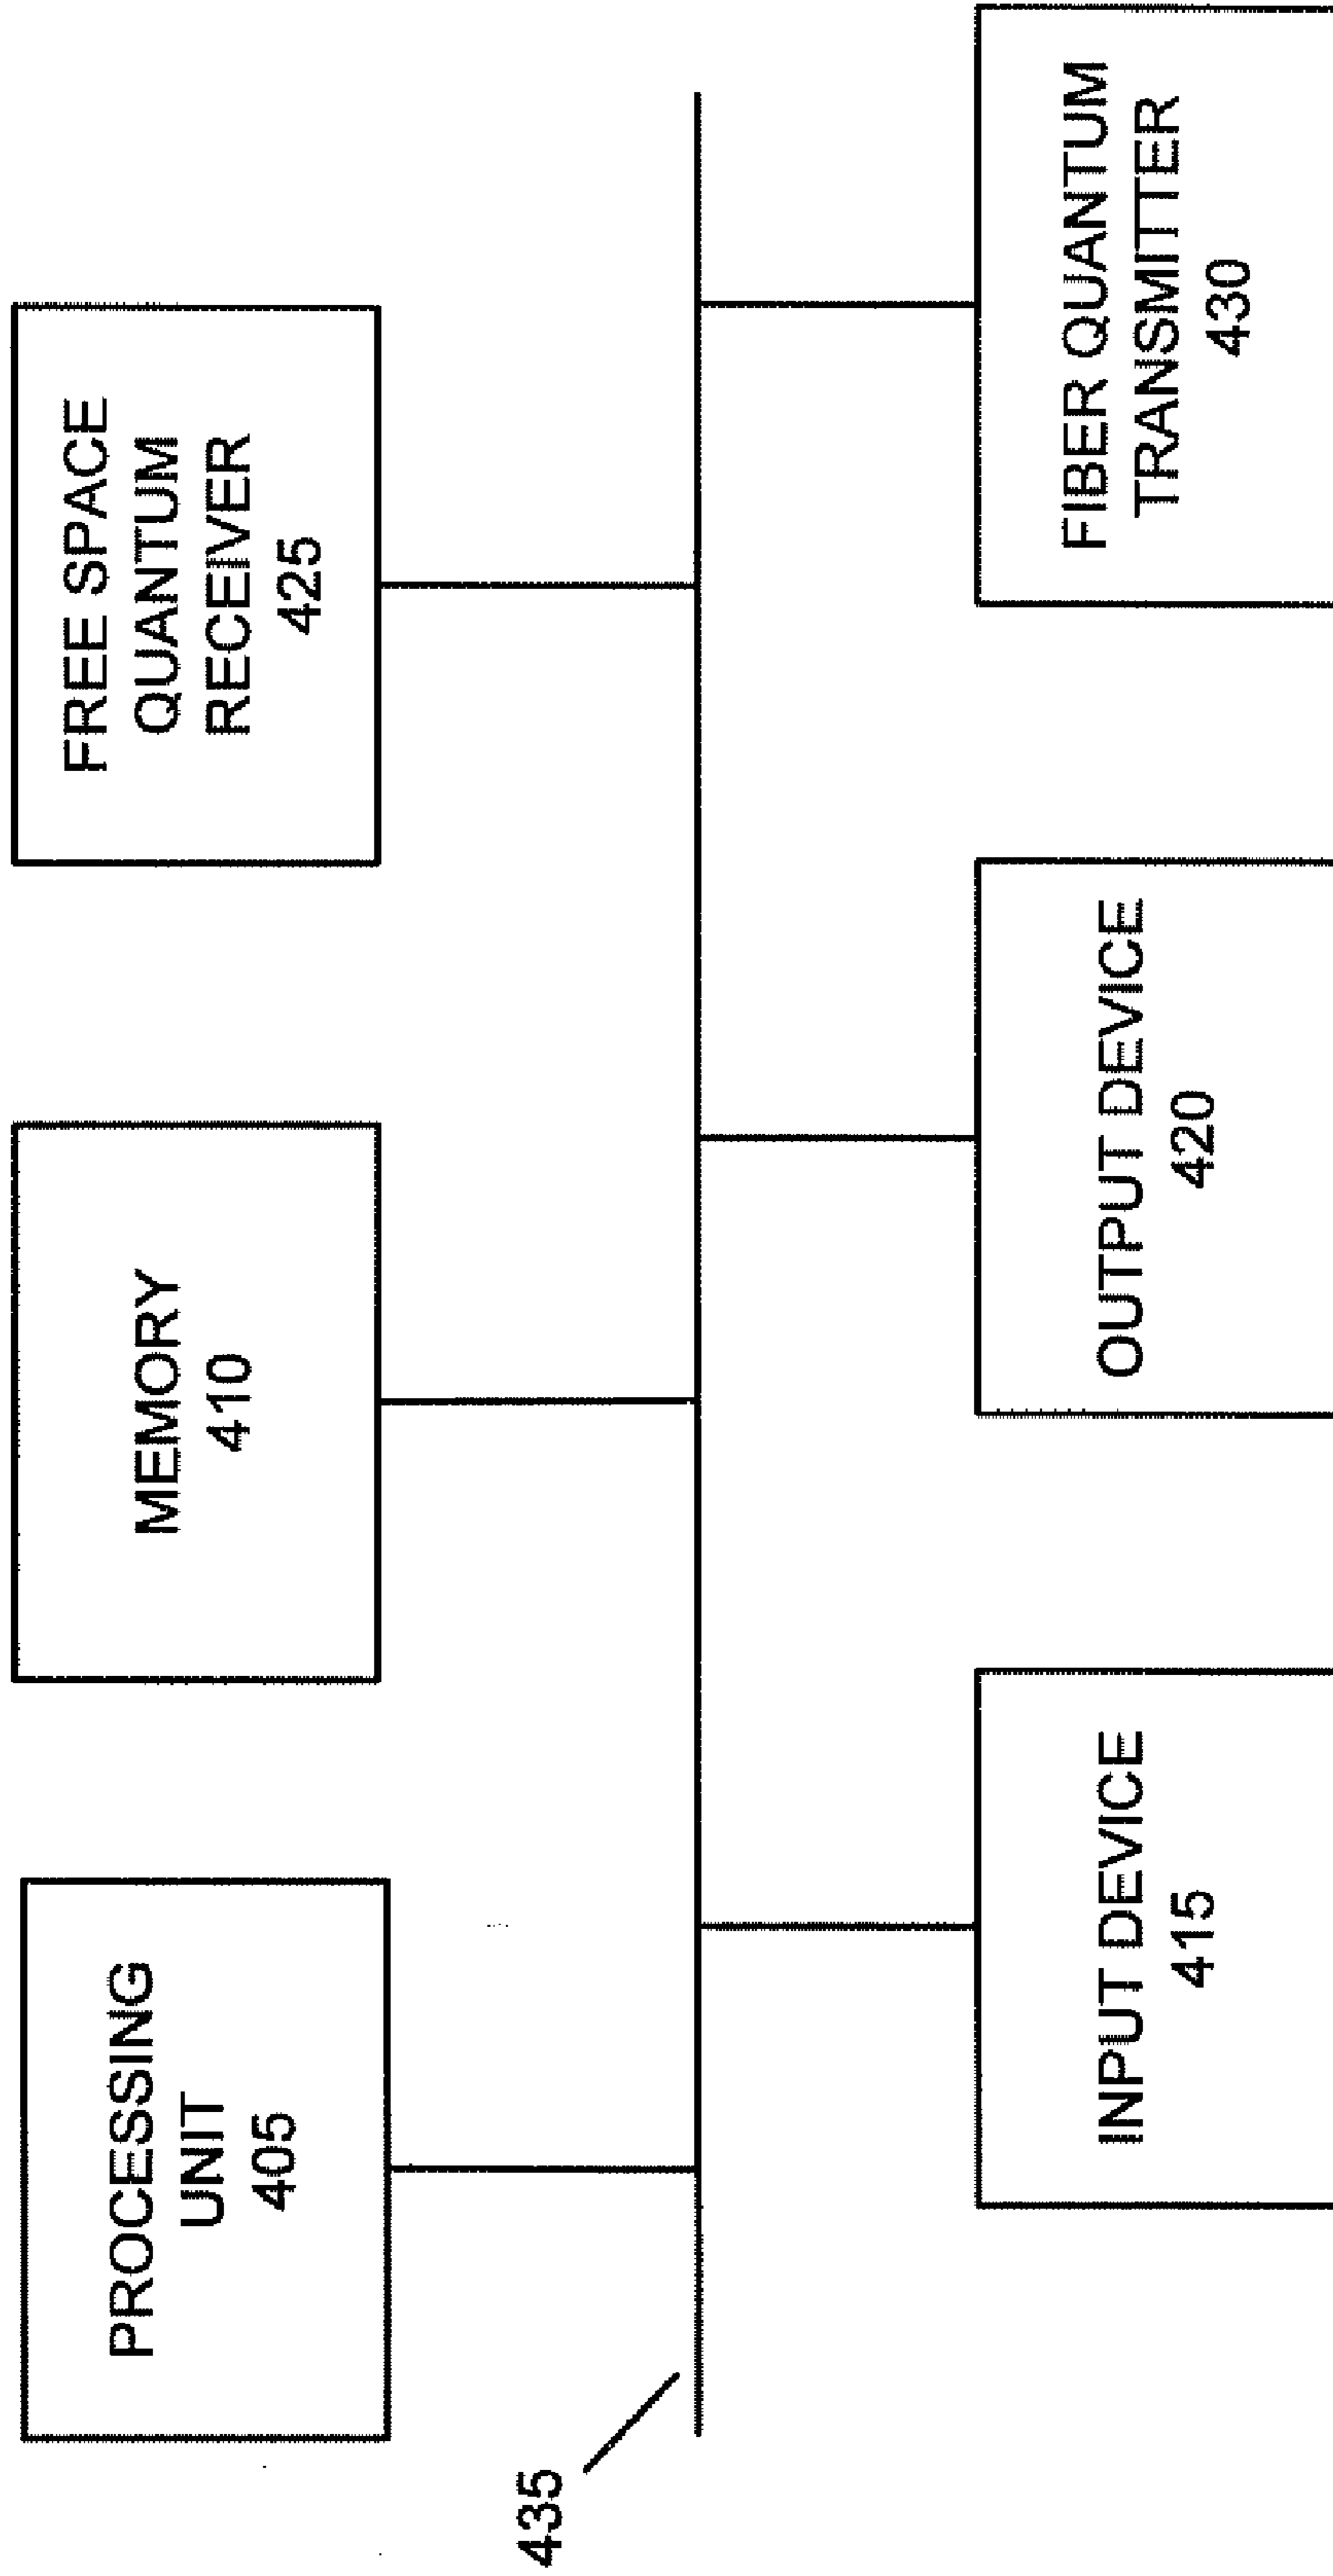 PROCESSING
UNIT
405
MEMORY
410
FREE SPACE
QUANTUM
RECEIVER
425
435
INPUT DEVICE
415
OUTPUT DEVICE
420
FIBER QUANTUM
TRANSMITTER
430